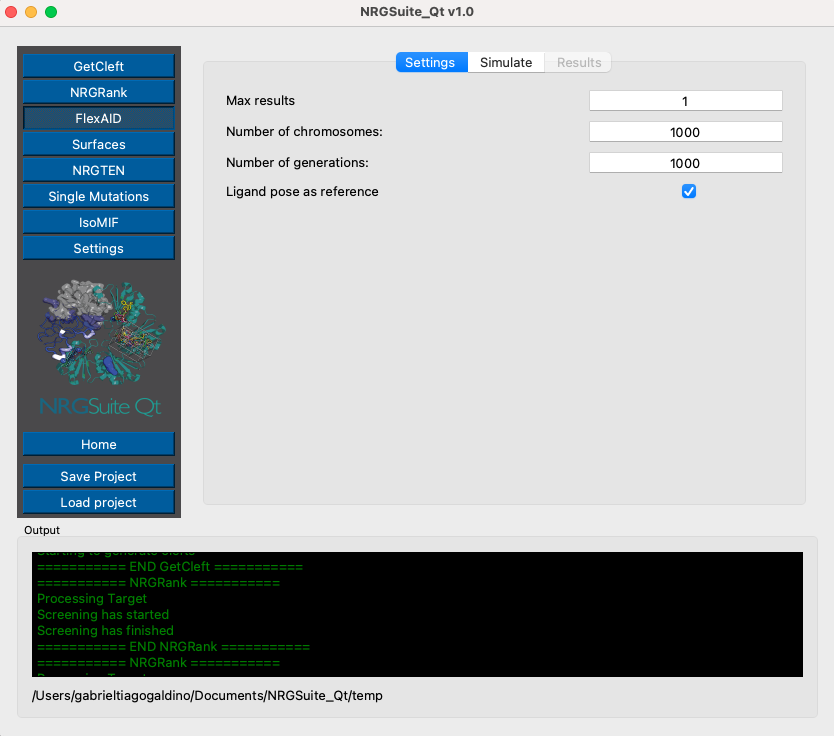 NRGSuite_Qt v1.0
GetCleft
NRGRank
FlexAID
Surfaces
NRGTEN
Single Mutations
IsoMIF
Settings
NRGSuite Qt
Home
Save Project
Load project
Settings Simulate Results
Max results 1
Number of chromosomes: 1000
Number of generations: 1000
Ligand pose as reference
Output
=========== END GetCleft ===========
=========== NRGRank ===========
Processing Target
Screening has started
Screening has finished
=========== END NRGRank ===========
=========== NRGRank ===========
/Users/gabrieltiagogaldino/Documents/NRGSuite_Qt/temp